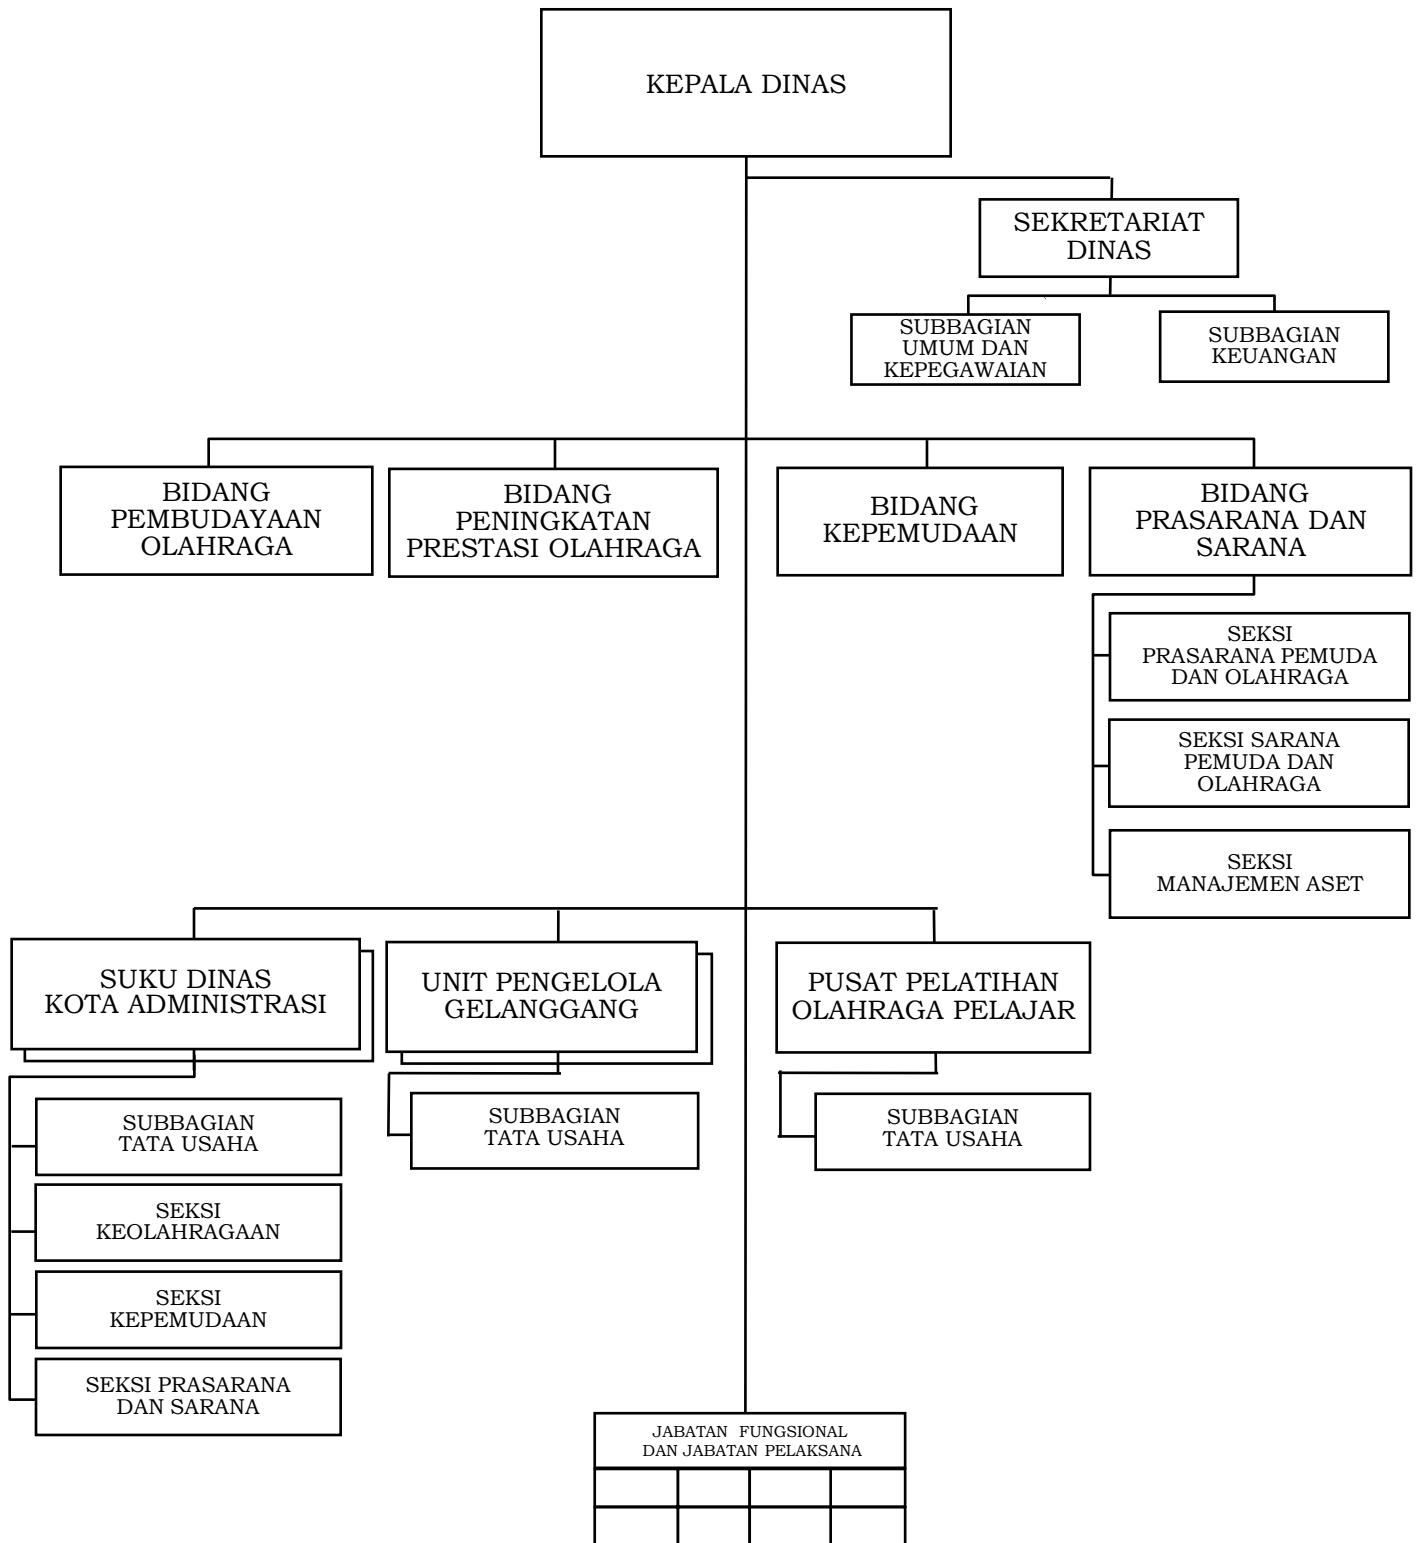 KEPALA DINAS
SEKRETARIAT
DINAS
SUBBAGIAN
UMUM DAN
KEPEGAWAIAN
SUBBAGIAN
KEUANGAN
BIDANG
PEMBUDAYAAN
OLAHRAGA
BIDANG
PENINGKATAN
PRESTASI OLAHRAGA
BIDANG
KEPEMUDAAN
BIDANG
PRASARANA DAN
SARANA
SEKSI
PRASARANA PEMUDA
DAN OLAHRAGA
SEKSI SARANA
PEMUDA DAN
OLAHRAGA
SEKSI
MANAJEMEN ASET
SUKU DINAS
KOTA ADMINISTRASI
UNIT PENGELOLA
GELANGGANG
PUSAT PELATIHAN
OLAHRAGA PELAJAR
SUBBAGIAN
TATA USAHA
SEKSI
KEOLAHRAGAAN
SEKSI
KEPEMUDAAN
SEKSI PRASARANA
DAN SARANA
SUBBAGIAN
TATA USAHA
SUBBAGIAN
TATA USAHA
JABATAN FUNGSIONAL
DAN JABATAN PELAKSANA